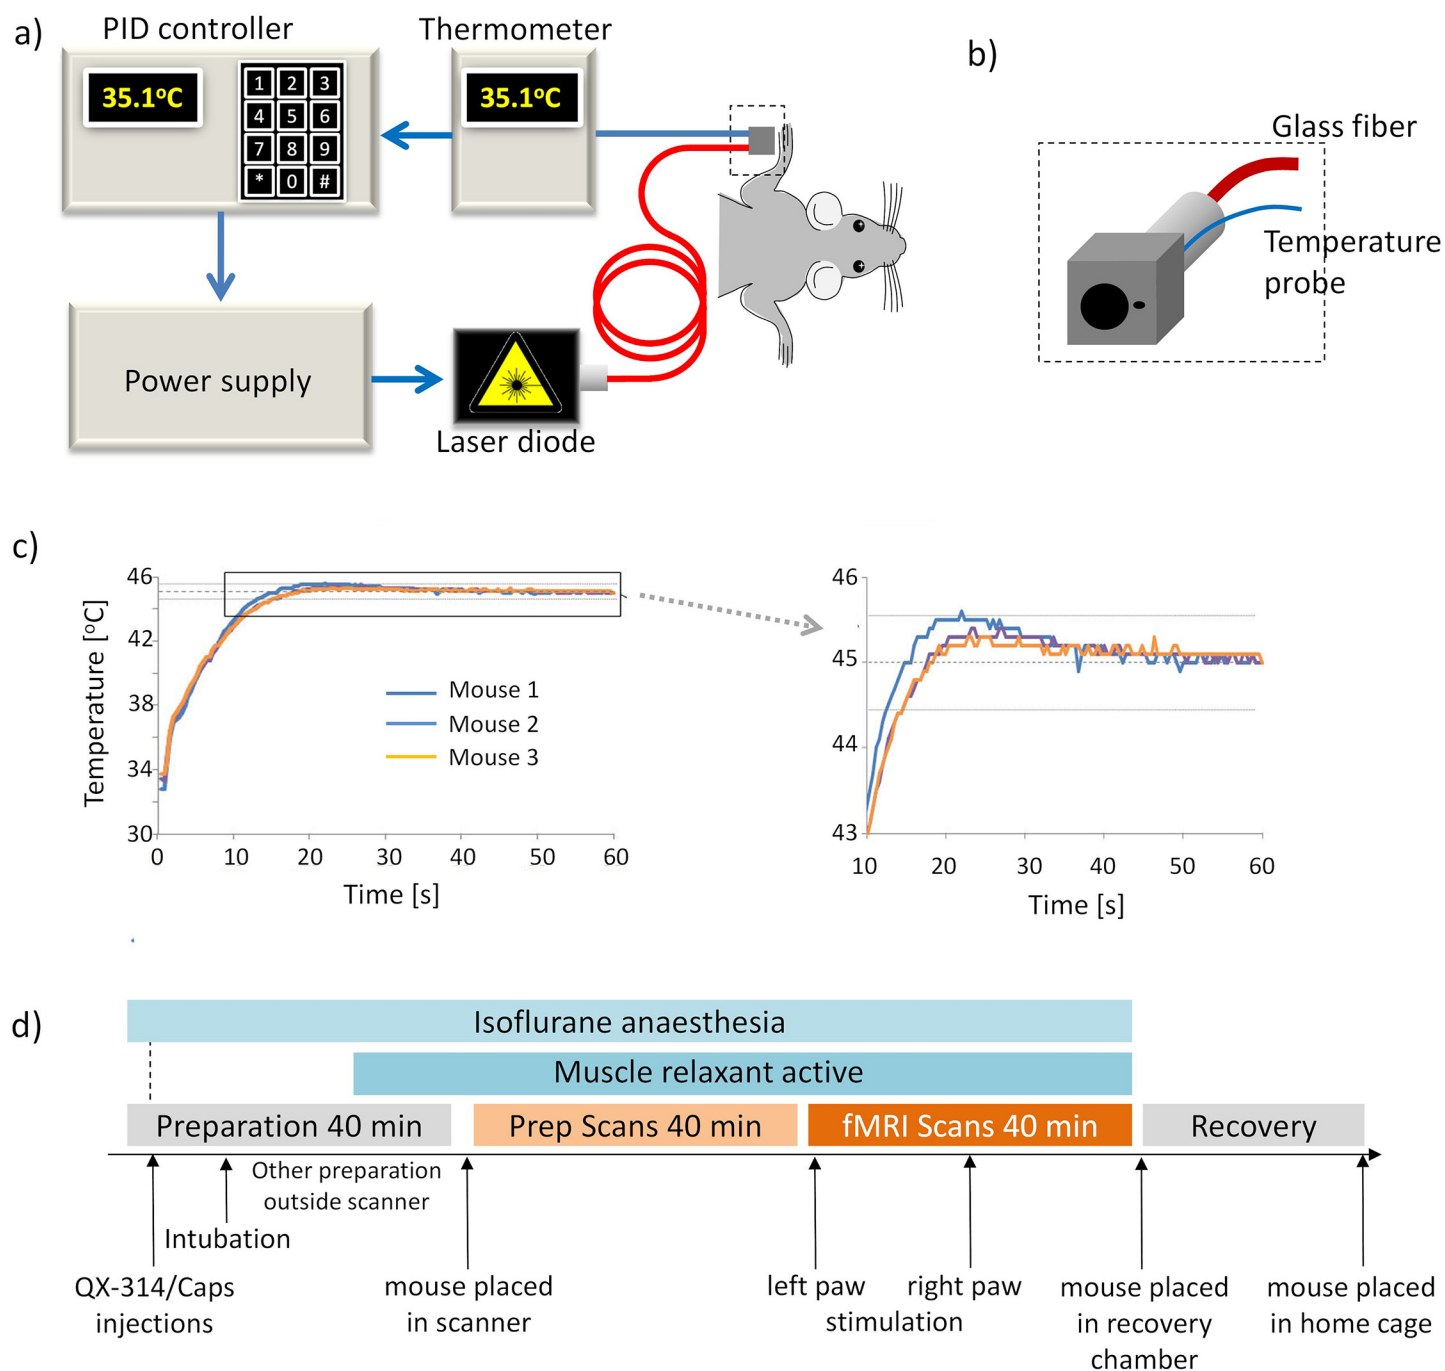 a)
PID controller
Thermometer
35.1ºC
1 2 3
4 5 6
7 8 9
* 0 #
35.1ºC
Power supply
Laser diode
b)
Glass fiber
Temperature
probe
c)
Temperature [ºC]
46
42
38
34
30
0 10 20 30 40 50 60
Time [s]
Mouse 1
Mouse 2
Mouse 3
46
45
44
43
10 20 30 40 50 60
Time [s]
d)
Isoflurane anaesthesia
Muscle relaxant active
Preparation 40 min
Prep Scans 40 min
fMRI Scans 40 min
Recovery
Other preparation
outside scanner
Intubation
QX-314/Caps
injections
mouse placed
in scanner
left paw right paw
stimulation
mouse placed
in recovery
chamber
mouse placed
in home cage